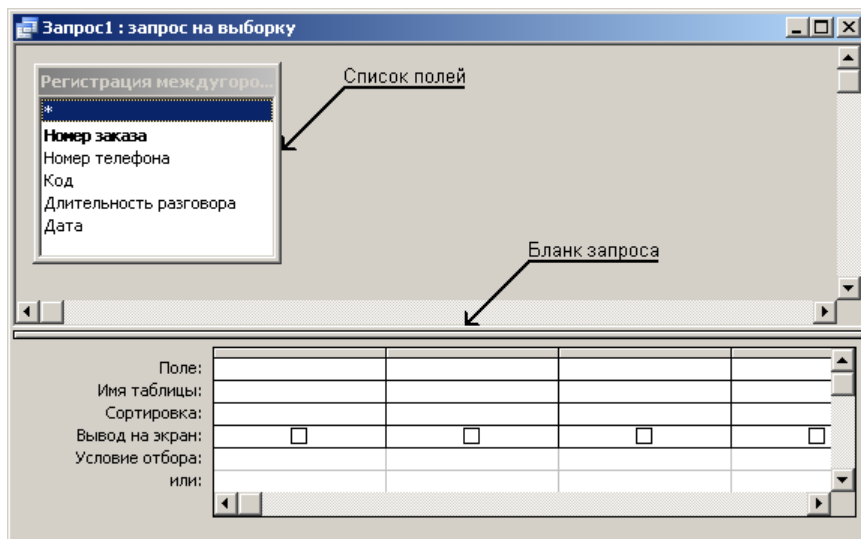 Запрос1 : запрос на выборку
Регистрация междугоро...
Список полей
*
Номер заказа
Номер телефона
Код
Длительность разговора
Дата
Бланк запроса
Поле:
Имя таблицы:
Сортировка:
Вывод на экран:
Условие отбора:
или: